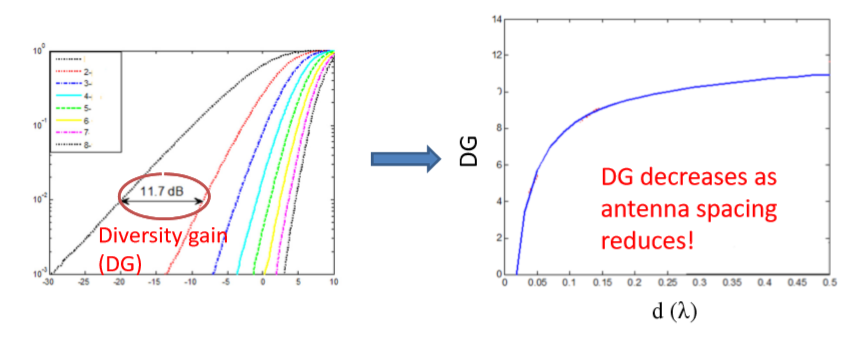 10⁰
10⁻¹
10⁻²
10⁻³
2-
3-
4-
5-
6
7
8-
11.7 dB
Diversity gain
(DG)
-30 -25 -20 -15 -10 -5 0 5 10
DG
14
12
8
6
4
2
0
DG decreases as
antenna spacing
reduces!
0 0.05 0.1 0.15 0.2 0.25 0.3 0.35 0.4 0.45 0.5
d (λ)